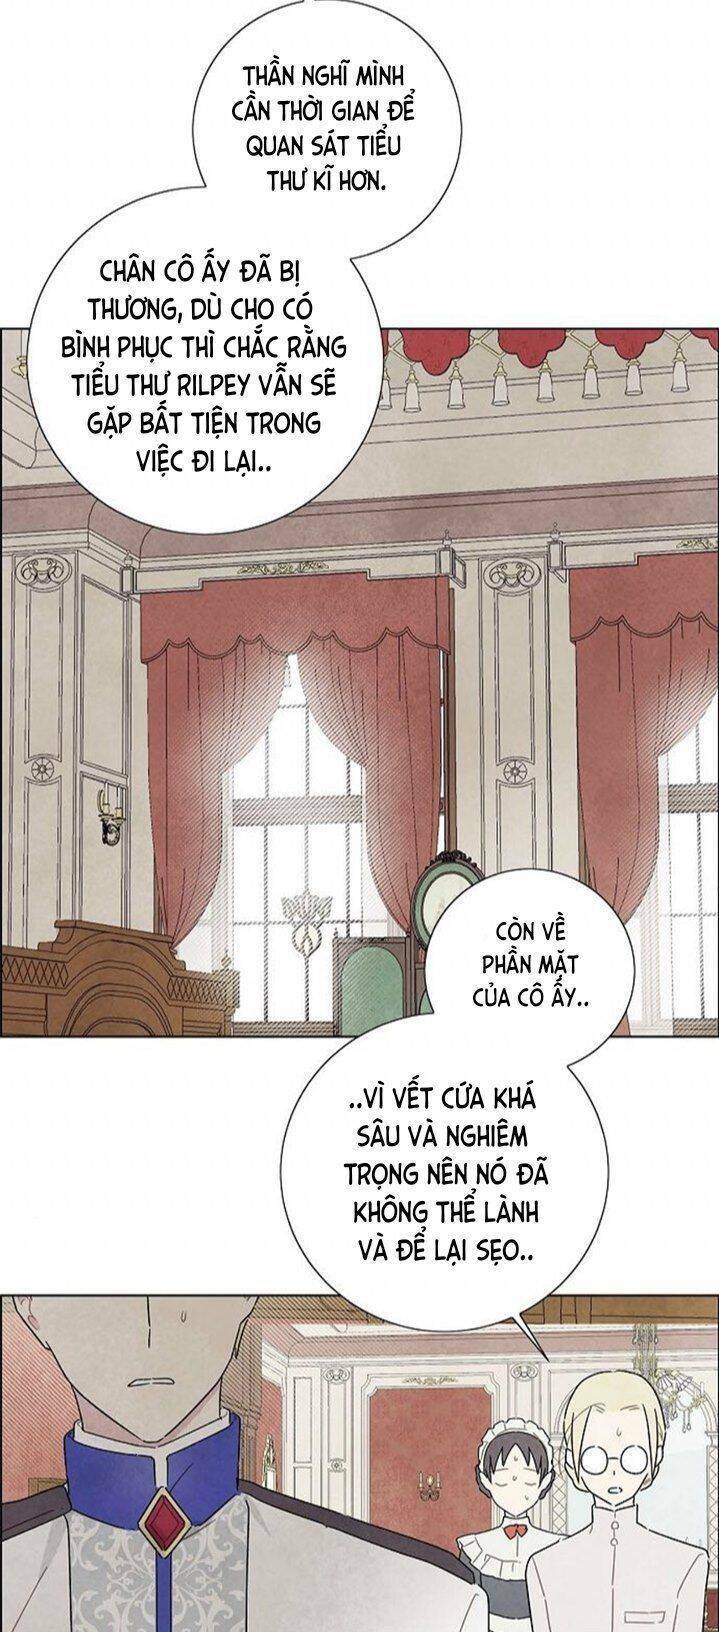 THẦN NGHĨ MÌNH
CẦN THỜI GIAN ĐỂ
QUAN SÁT TIỂU
THƯ KĨ HƠN.
CHÂN CÔ ẤY ĐÃ BỊ
THƯƠNG, DÙ CHO CÓ
BÌNH PHỤC THÌ CHẮC RẰNG
TIỂU THƯ RILPEY VẪN SẼ
GẶP BẤT TIỆN TRONG
VIỆC ĐI LẠI..
CÒN VỀ
PHẦN MẶT
CỦA CÔ ẤY..
..VÌ VẾT CỨA KHÁ
SÂU VÀ NGHIÊM
TRỌNG NÊN NÓ ĐÃ
KHÔNG THỂ LÀNH
VÀ ĐỂ LẠI SẸO..